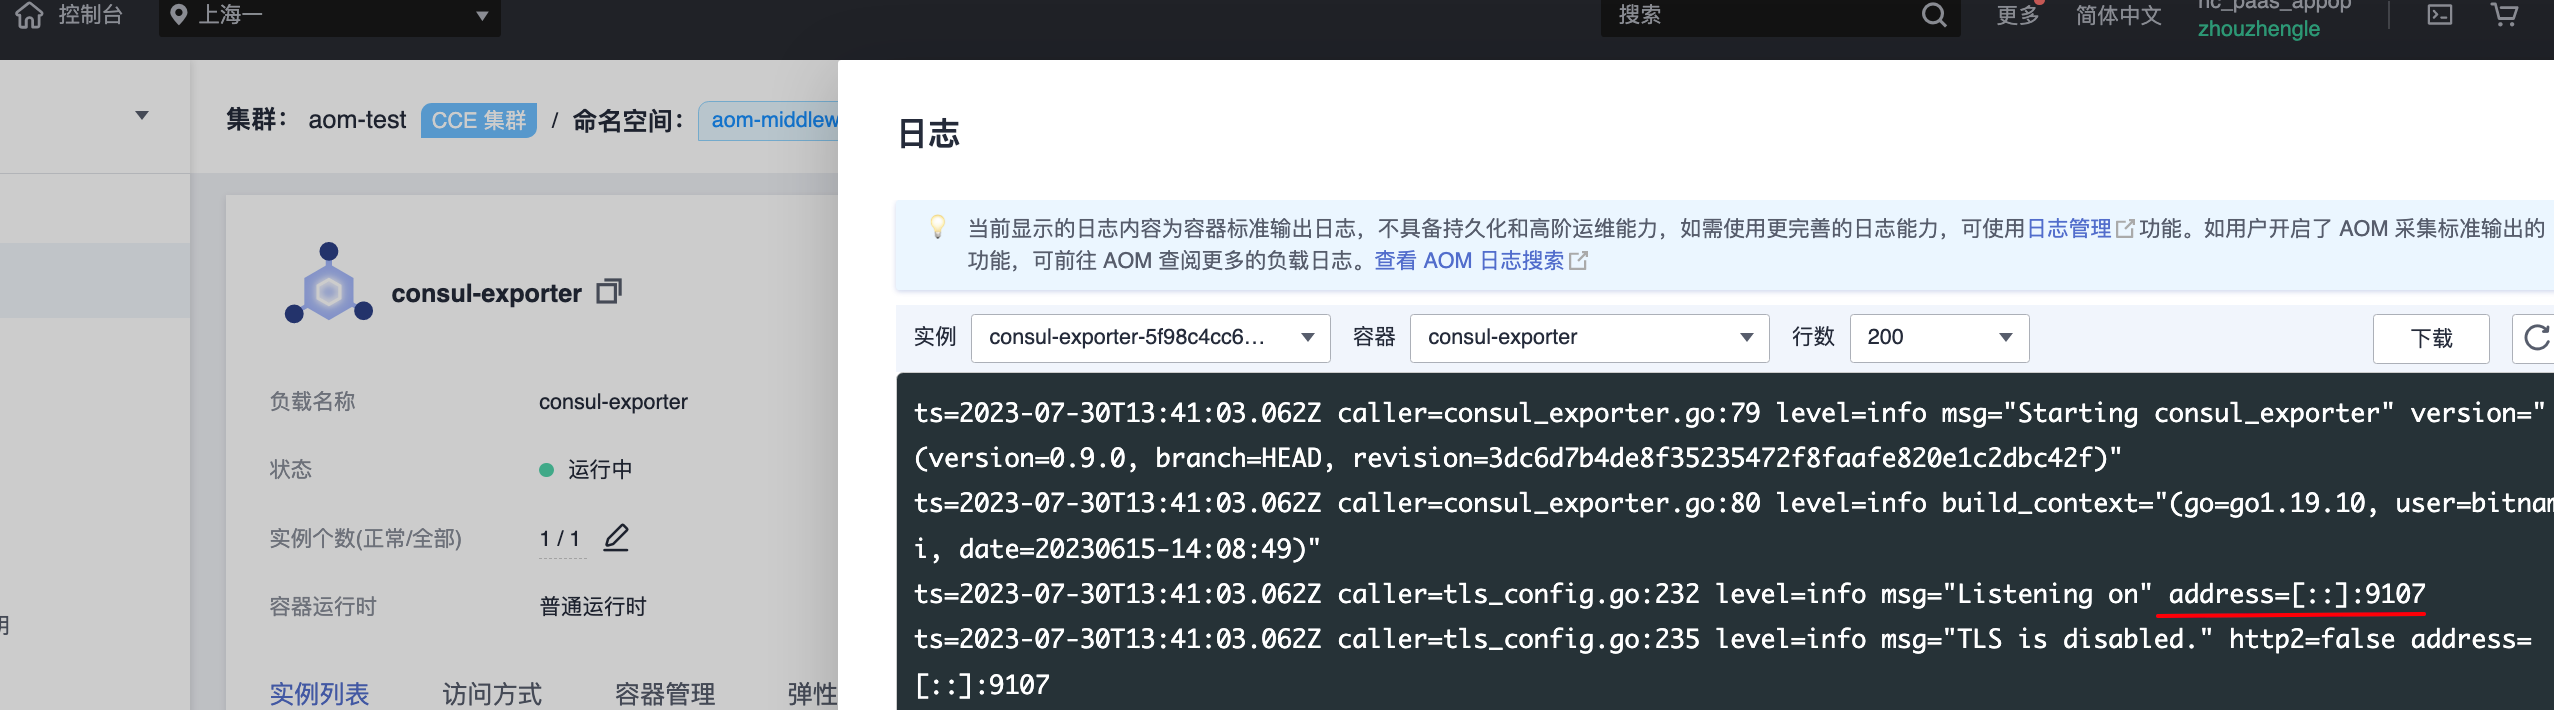 控制台
上海一
搜索
更多
简体中文
hc_paas_appop
zhouzhengle
集群： aom-test CCE 集群 / 命名空间： aom-middlew
consul-exporter
负载名称 consul-exporter
状态 运行中
实例个数(正常/全部) 1 / 1
容器运行时 普通运行时
实例列表 访问方式 容器管理 弹性
日志
当前显示的日志内容为容器标准输出日志，不具备持久化和高阶运维能力，如需使用更完善的日志能力，可使用日志管理功能。如用户开启了 AOM 采集标准输出的
功能，可前往 AOM 查阅更多的负载日志。查看 AOM 日志搜索
实例 consul-exporter-5f98c4cc6... 容器 consul-exporter 行数 200 下载
ts=2023-07-30T13:41:03.062Z caller=consul_exporter.go:79 level=info msg="Starting consul_exporter" version="
(version=0.9.0, branch=HEAD, revision=3dc6d7b4de8f35235472f8faafe820e1c2dbc42f)"
ts=2023-07-30T13:41:03.062Z caller=consul_exporter.go:80 level=info build_context="(go=go1.19.10, user=bitnam
i, date=20230615-14:08:49)"
ts=2023-07-30T13:41:03.062Z caller=tls_config.go:232 level=info msg="Listening on" address=[::]:9107
ts=2023-07-30T13:41:03.062Z caller=tls_config.go:235 level=info msg="TLS is disabled." http2=false address=
[::]:9107